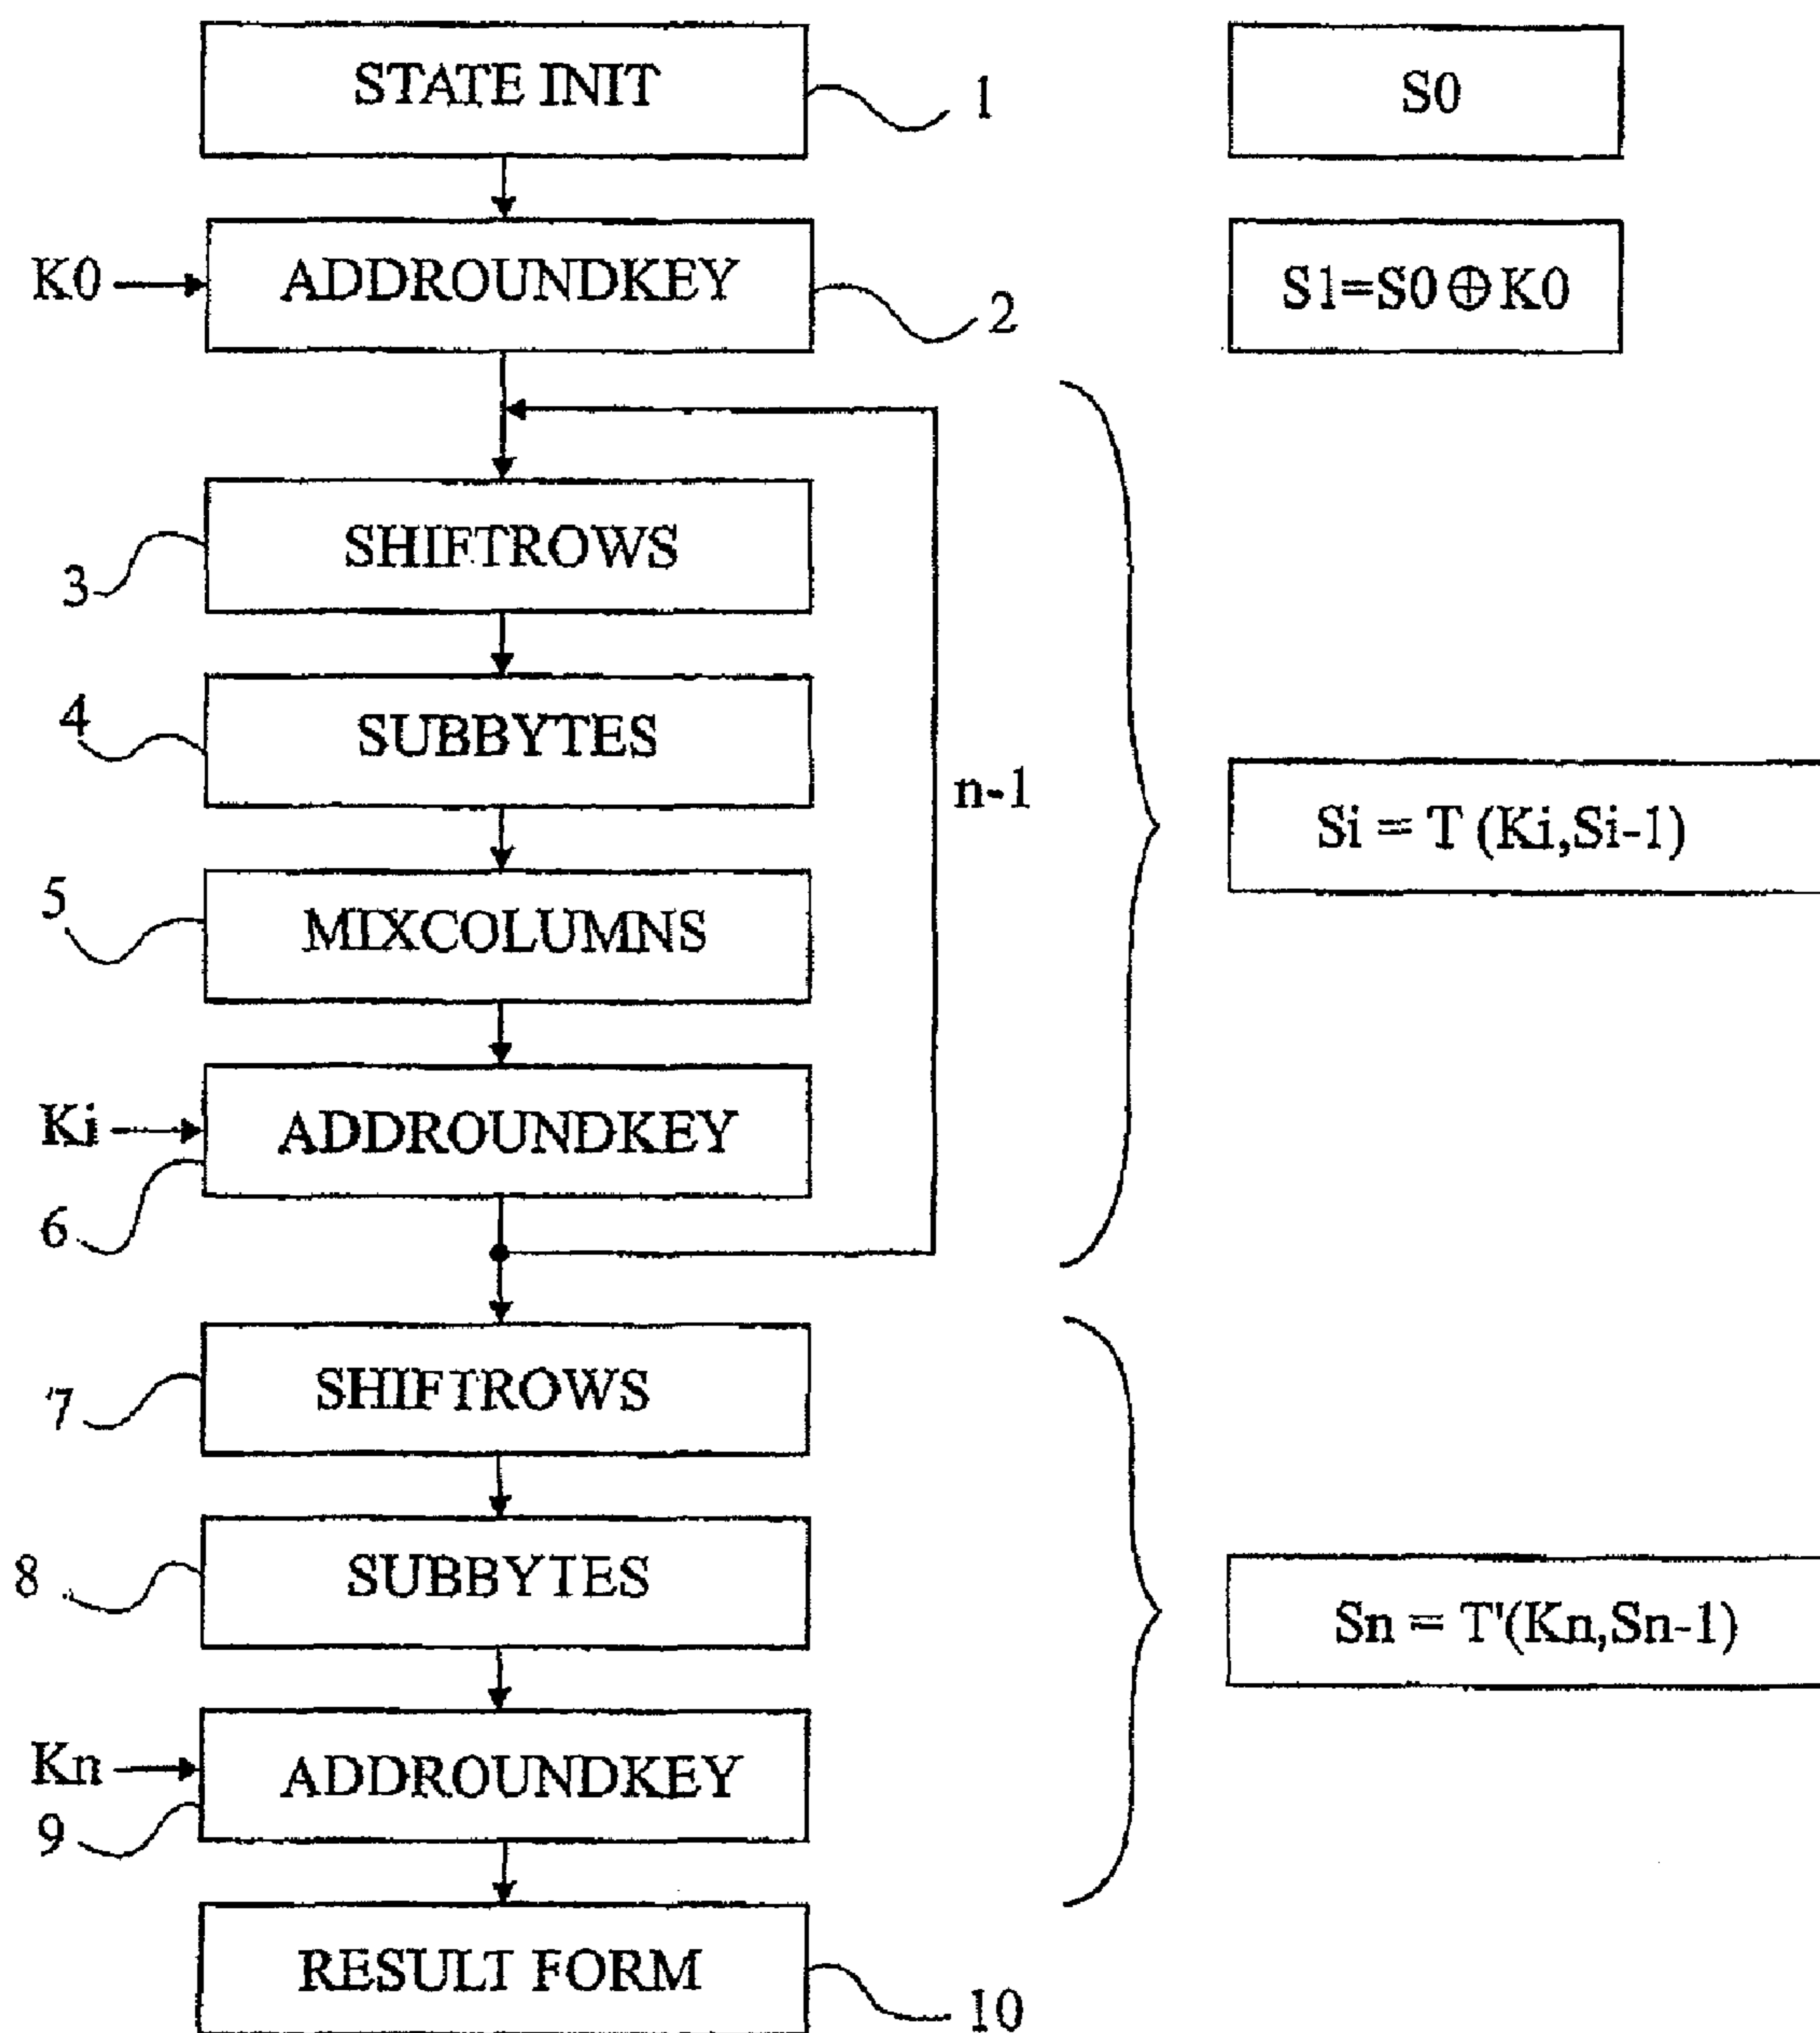 STATE INIT
1
S0
K0
ADDROUNDKEY
2
S1=S0⊕K0
SHIFTROWS
3
4
SUBBYTES
n-1
Si = T (Ki,Si-1)
5
MIXCOLUMNS
Ki
ADDROUNDKEY
6
SHIFTROWS
7
SUBBYTES
8
Sn = T'(Kn,Sn-1)
Kn
ADDROUNDKEY
9
RESULT FORM
10